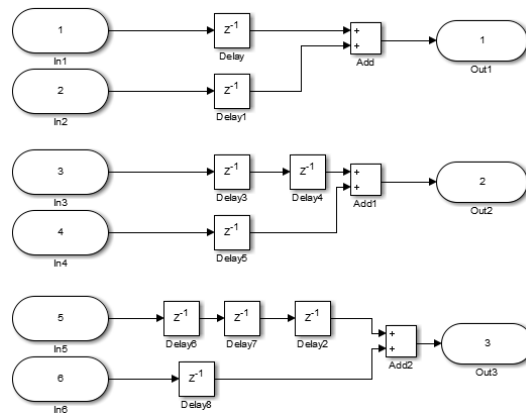 1
In1
z-1
Delay
+
+
Add
1
Out1
2
In2
z-1
Delay1
3
In3
z-1
Delay3
z-1
Delay4
+
+
Add1
2
Out2
4
In4
z-1
Delay5
5
In5
z-1
Delay6
z-1
Delay7
z-1
Delay2
+
+
Add2
3
Out3
6
In6
z-1
Delay8